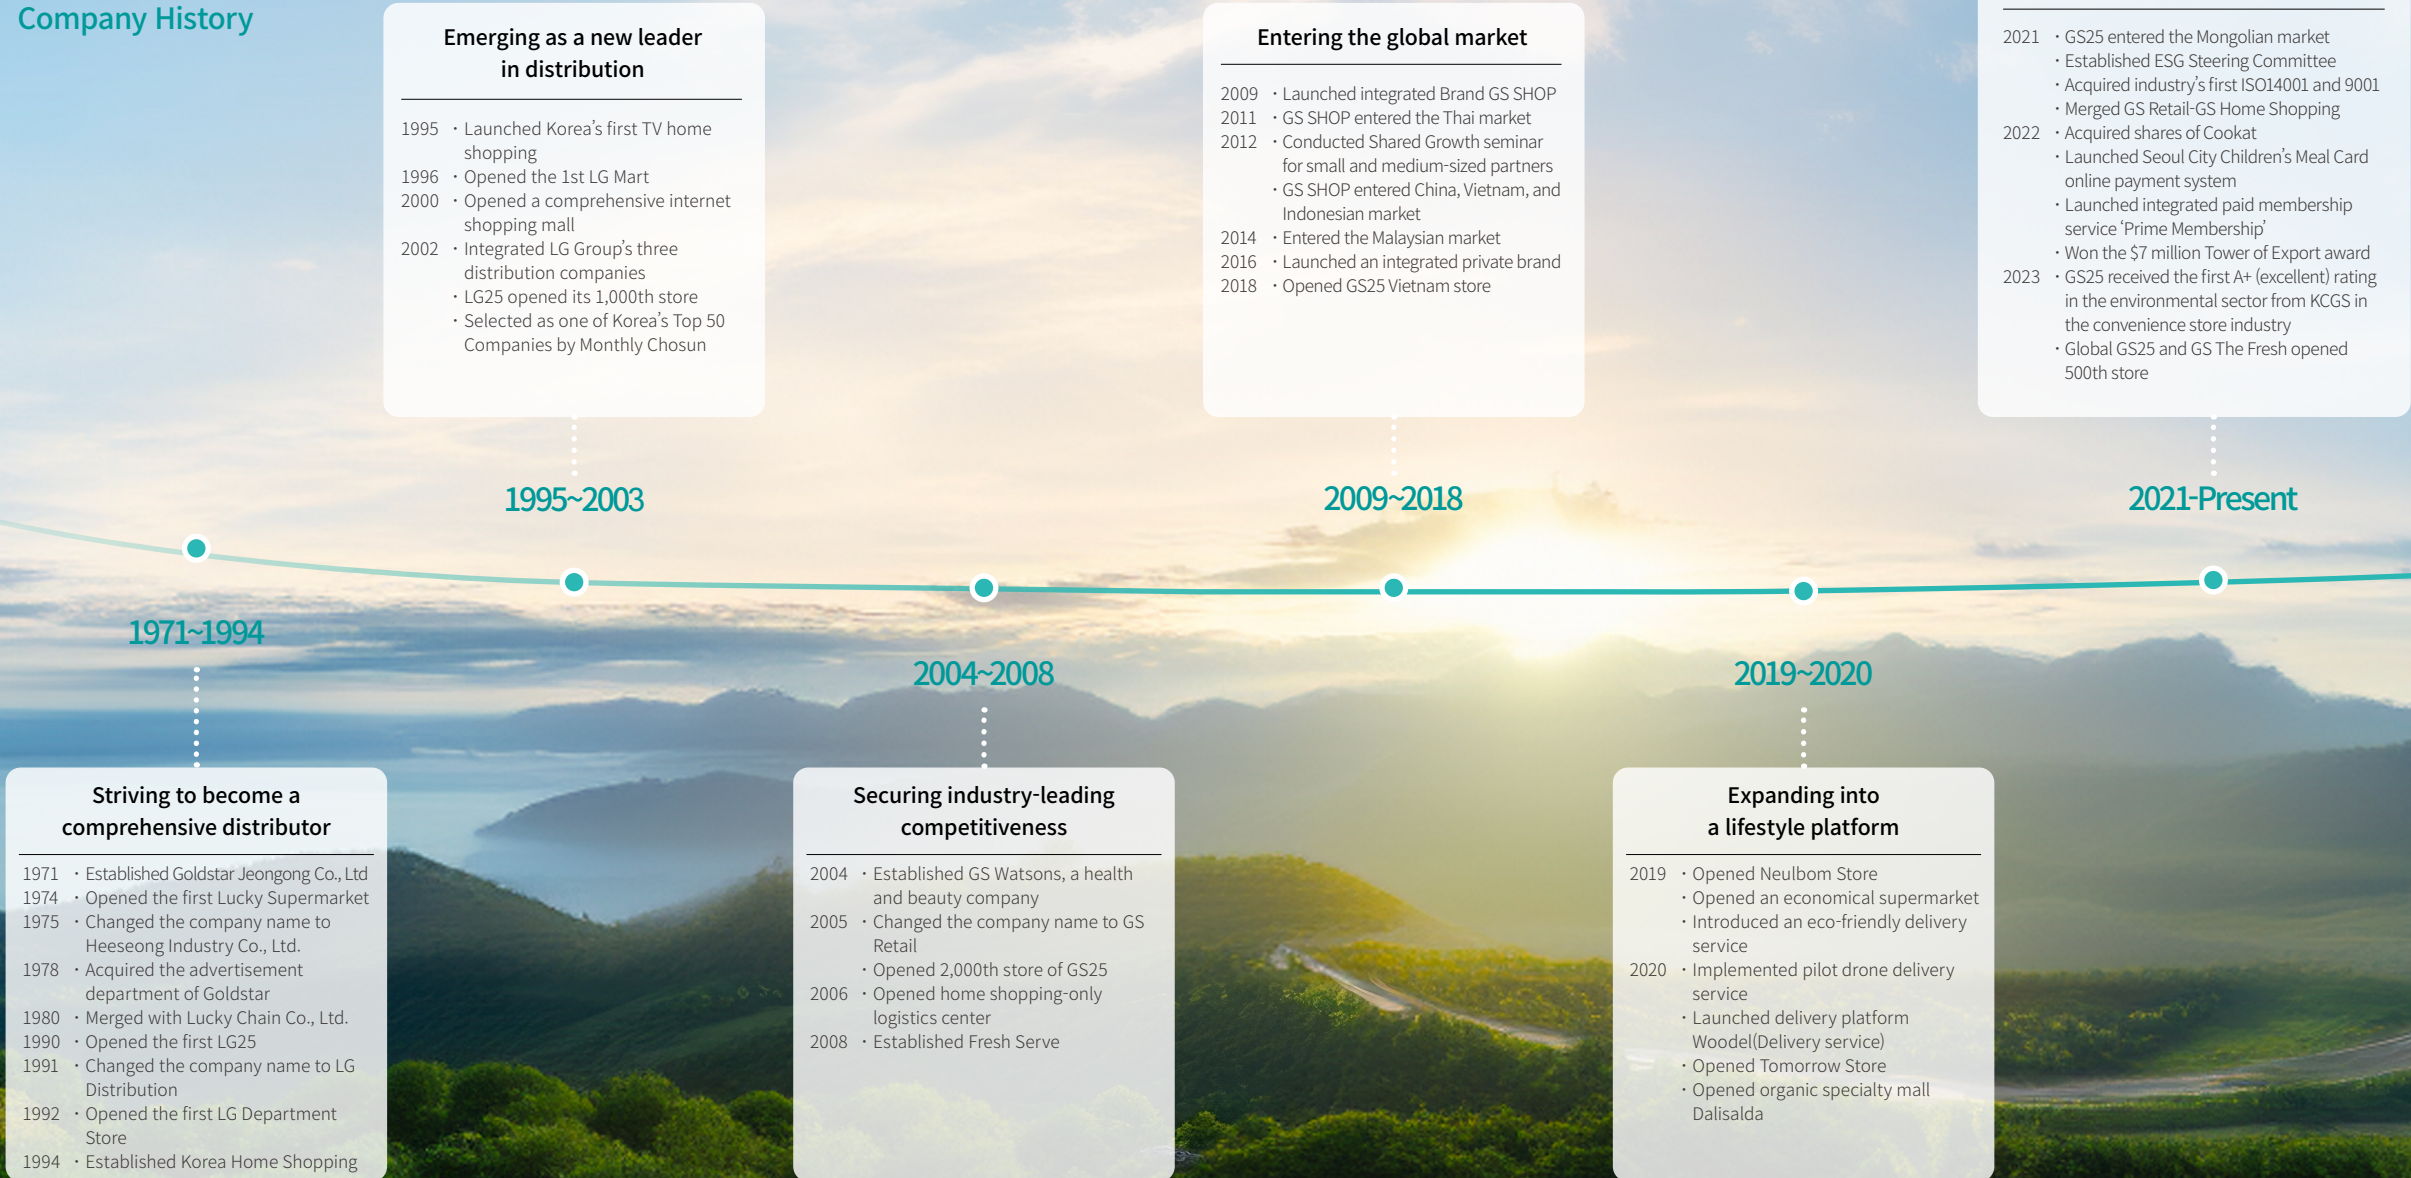 Company History
Emerging as a new leader
in distribution
1995 · Launched Korea's first TV home
shopping
1996 · Opened the 1st LG Mart
2000 · Opened a comprehensive internet
shopping mall
2002 · Integrated LG Group's three
distribution companies
· LG25 opened its 1,000th store
· Selected as one of Korea's Top 50
Companies by Monthly Chosun
Entering the global market
2009 · Launched integrated Brand GS SHOP
2011 · GS SHOP entered the Thai market
2012 · Conducted Shared Growth seminar
for small and medium-sized partners
· GS SHOP entered China, Vietnam, and
Indonesian market
2014 · Entered the Malaysian market
2016 · Launched an integrated private brand
2018 · Opened GS25 Vietnam store
2021 · GS25 entered the Mongolian market
· Established ESG Steering Committee
· Acquired industry's first ISO14001 and 9001
· Merged GS Retail-GS Home Shopping
2022 · Acquired shares of Cookat
· Launched Seoul City Children's Meal Card
online payment system
· Launched integrated paid membership
service ‘Prime Membership’
· Won the $7 million Tower of Export award
2023 · GS25 received the first A+ (excellent) rating
in the environmental sector from KCGS in
the convenience store industry
· Global GS25 and GS The Fresh opened
500th store
1995~2003
2009~2018
2021-Present
1971~1994
2004~2008
2019~2020
Striving to become a
comprehensive distributor
1971 · Established Goldstar Jeongong Co., Ltd
1974 · Opened the first Lucky Supermarket
1975 · Changed the company name to
Heeseong Industry Co., Ltd.
1978 · Acquired the advertisement
department of Goldstar
1980 · Merged with Lucky Chain Co., Ltd.
1990 · Opened the first LG25
1991 · Changed the company name to LG
Distribution
1992 · Opened the first LG Department
Store
1994 · Established Korea Home Shopping
Securing industry-leading
competitiveness
2004 · Established GS Watsons, a health
and beauty company
2005 · Changed the company name to GS
Retail
· Opened 2,000th store of GS25
2006 · Opened home shopping-only
logistics center
2008 · Established Fresh Serve
Expanding into
a lifestyle platform
2019 · Opened Neulbom Store
· Opened an economical supermarket
· Introduced an eco-friendly delivery
service
2020 · Implemented pilot drone delivery
service
· Launched delivery platform
Woodel(Delivery service)
· Opened Tomorrow Store
· Opened organic specialty mall
Dalisalda